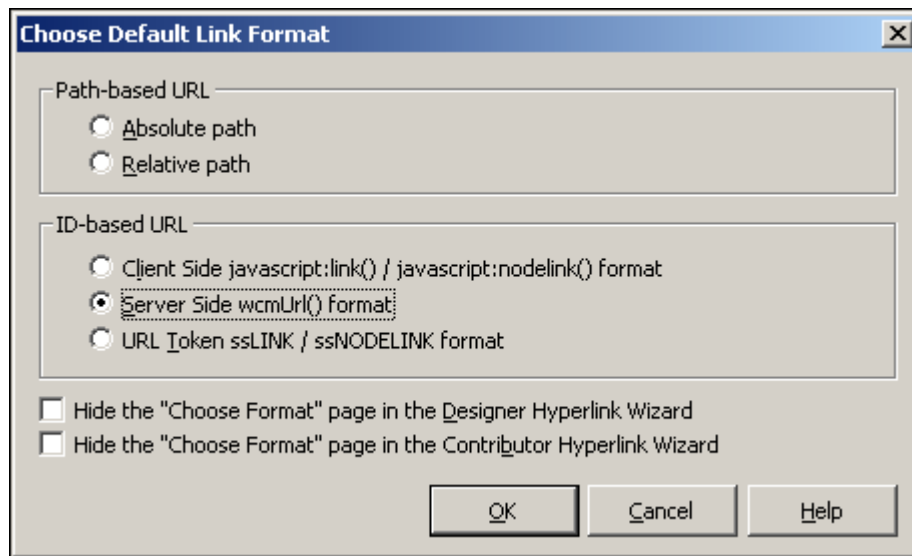 Choose Default Link Format
Path-based URL
Absolute path
Relative path
ID-based URL
Client Side javascript:link() / javascript:nodelink() format
Server Side wcmUrl() format
URL Token ssLINK / ssNODELINK format
Hide the "Choose Format" page in the Designer Hyperlink Wizard
Hide the "Choose Format" page in the Contributor Hyperlink Wizard
OK Cancel Help